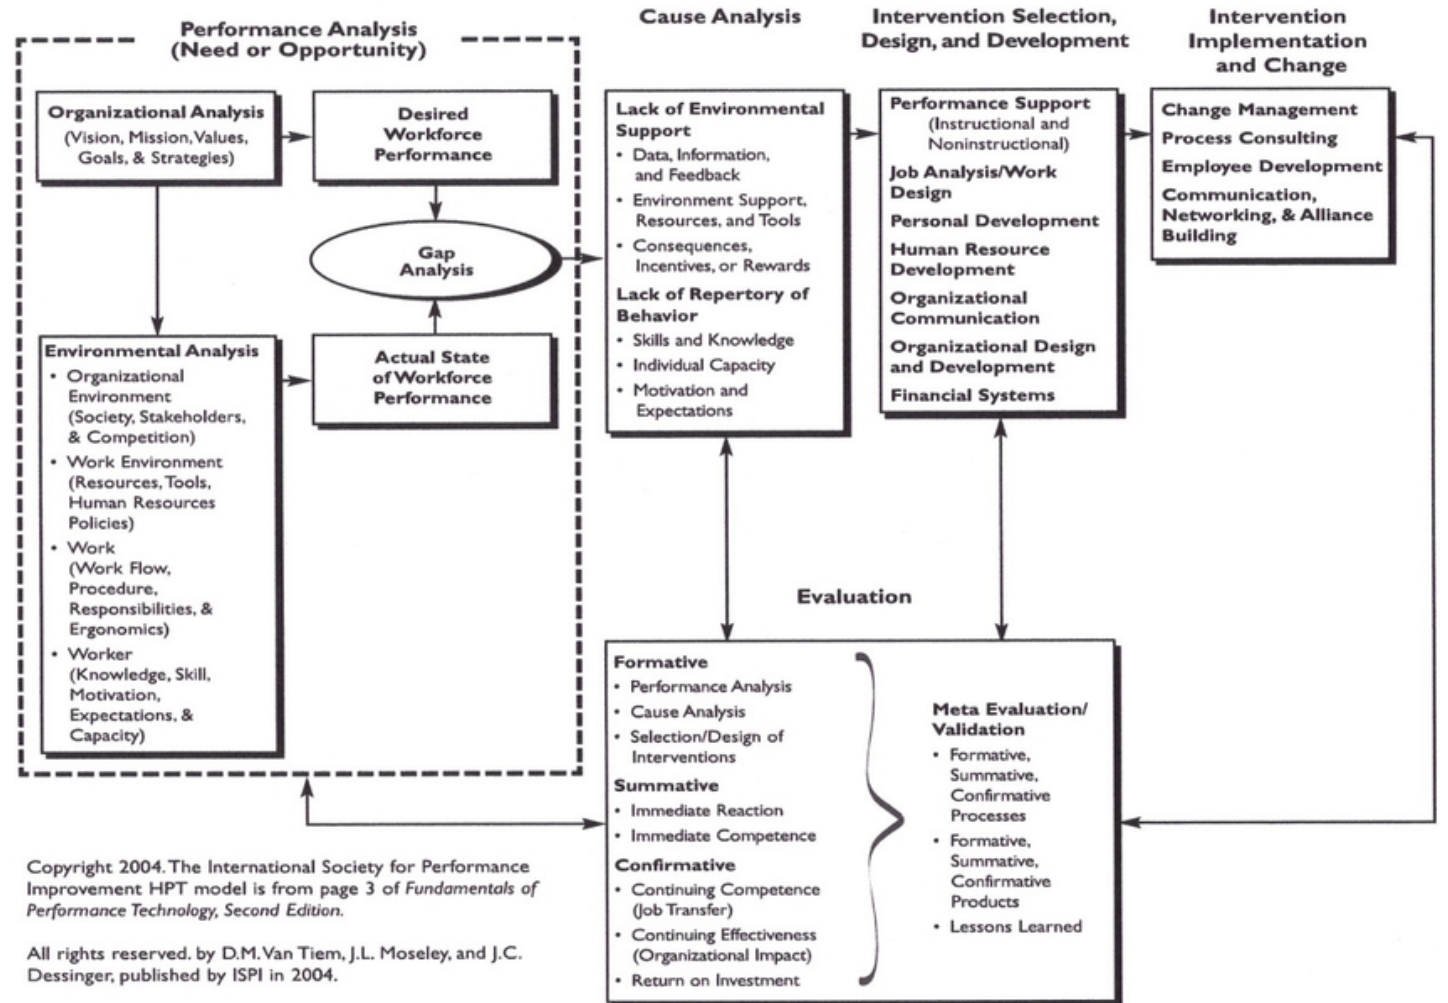 Performance Analysis
(Need or Opportunity)
Organizational Analysis
(Vision, Mission, Values,
Goals, & Strategies)
Desired
Workforce
Performance
Gap
Analysis
Environmental Analysis
• Organizational
Environment
(Society, Stakeholders,
& Competition)
• Work Environment
(Resources, Tools,
Human Resources
Policies)
• Work
(Work Flow,
Procedure,
Responsibilities, &
Ergonomics)
• Worker
(Knowledge, Skill,
Motivation,
Expectations, &
Capacity)
Actual State
of Workforce
Performance
Cause Analysis
Lack of Environmental
Support
• Data, Information,
and Feedback
• Environment Support,
Resources, and Tools
• Consequences,
Incentives, or Rewards
Lack of Repertory of
Behavior
• Skills and Knowledge
• Individual Capacity
• Motivation and
Expectations
Intervention Selection,
Design, and Development
Performance Support
(Instructional and
Noninstructional)
Job Analysis/Work
Design
Personal Development
Human Resource
Development
Organizational
Communication
Organizational Design
and Development
Financial Systems
Intervention
Implementation
and Change
Change Management
Process Consulting
Employee Development
Communication,
Networking, & Alliance
Building
Evaluation
Formative
• Performance Analysis
• Cause Analysis
• Selection/Design of
Interventions
Summative
• Immediate Reaction
• Immediate Competence
Confirmative
• Continuing Competence
(Job Transfer)
• Continuing Effectiveness
(Organizational Impact)
• Return on Investment
Meta Evaluation/
Validation
• Formative,
Summative,
Confirmative
Processes
• Formative,
Summative,
Confirmative
Products
• Lessons Learned
Copyright 2004. The International Society for Performance
Improvement HPT model is from page 3 of Fundamentals of
Performance Technology, Second Edition.
All rights reserved. by D.M. Van Tiem, J.L. Moseley, and J.C.
Dessinger, published by ISPI in 2004.